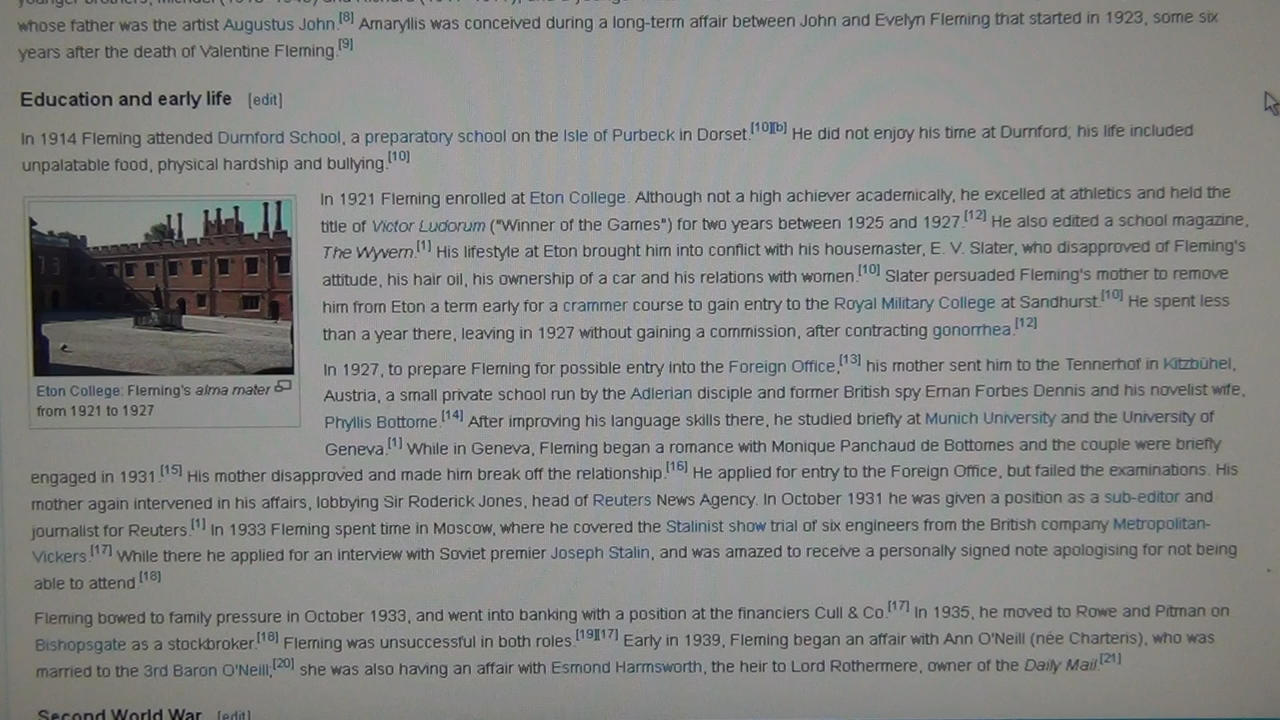 whose father was the artist Augustus John.[8] Amaryllis was conceived during a long-term affair between John and Evelyn Fleming that started in 1923, some six
years after the death of Valentine Fleming.[9]
Education and early life [edit]
In 1914 Fleming attended Durnford School, a preparatory school on the Isle of Purbeck in Dorset.[10][b] He did not enjoy his time at Durnford; his life included
unpalatable food, physical hardship and bullying.[10]
In 1921 Fleming enrolled at Eton College. Although not a high achiever academically, he excelled at athletics and held the
title of Victor Ludorum ("Winner of the Games") for two years between 1925 and 1927.[12] He also edited a school magazine,
The Wyvern.[1] His lifestyle at Eton brought him into conflict with his housemaster, E. V. Slater, who disapproved of Fleming's
attitude, his hair oil, his ownership of a car and his relations with women.[10] Slater persuaded Fleming's mother to remove
him from Eton a term early for a crammer course to gain entry to the Royal Military College at Sandhurst.[10] He spent less
than a year there, leaving in 1927 without gaining a commission, after contracting gonorrhea.[12]
Eton College: Fleming's alma mater
from 1921 to 1927
In 1927, to prepare Fleming for possible entry into the Foreign Office,[13] his mother sent him to the Tennerhof in Kitzbühel,
Austria, a small private school run by the Adlerian disciple and former British spy Ernan Forbes Dennis and his novelist wife,
Phyllis Bottome.[14] After improving his language skills there, he studied briefly at Munich University and the University of
Geneva.[1] While in Geneva, Fleming began a romance with Monique Panchaud de Bottomes and the couple were briefly
engaged in 1931.[15] His mother disapproved and made him break off the relationship.[16] He applied for entry to the Foreign Office, but failed the examinations. His
mother again intervened in his affairs, lobbying Sir Roderick Jones, head of Reuters News Agency. In October 1931 he was given a position as a sub-editor and
journalist for Reuters.[1] In 1933 Fleming spent time in Moscow, where he covered the Stalinist show trial of six engineers from the British company Metropolitan-
Vickers.[17] While there he applied for an interview with Soviet premier Joseph Stalin, and was amazed to receive a personally signed note apologising for not being
able to attend.[18]
Fleming bowed to family pressure in October 1933, and went into banking with a position at the financiers Cull & Co.[17] In 1935, he moved to Rowe and Pitman on
Bishopsgate as a stockbroker.[18] Fleming was unsuccessful in both roles.[19][17] Early in 1939, Fleming began an affair with Ann O'Neill (née Charteris), who was
married to the 3rd Baron O'Neill;[20] she was also having an affair with Esmond Harmsworth, the heir to Lord Rothermere, owner of the Daily Mail.[21]
Second World War [edit]